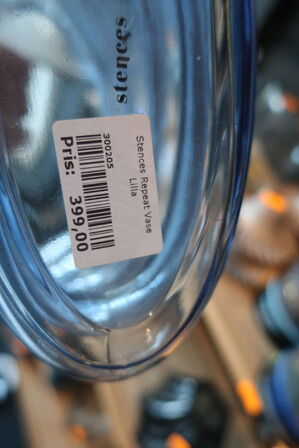 stences
Stences Repeat Vase
Lilla
300205
Pris: 399,00